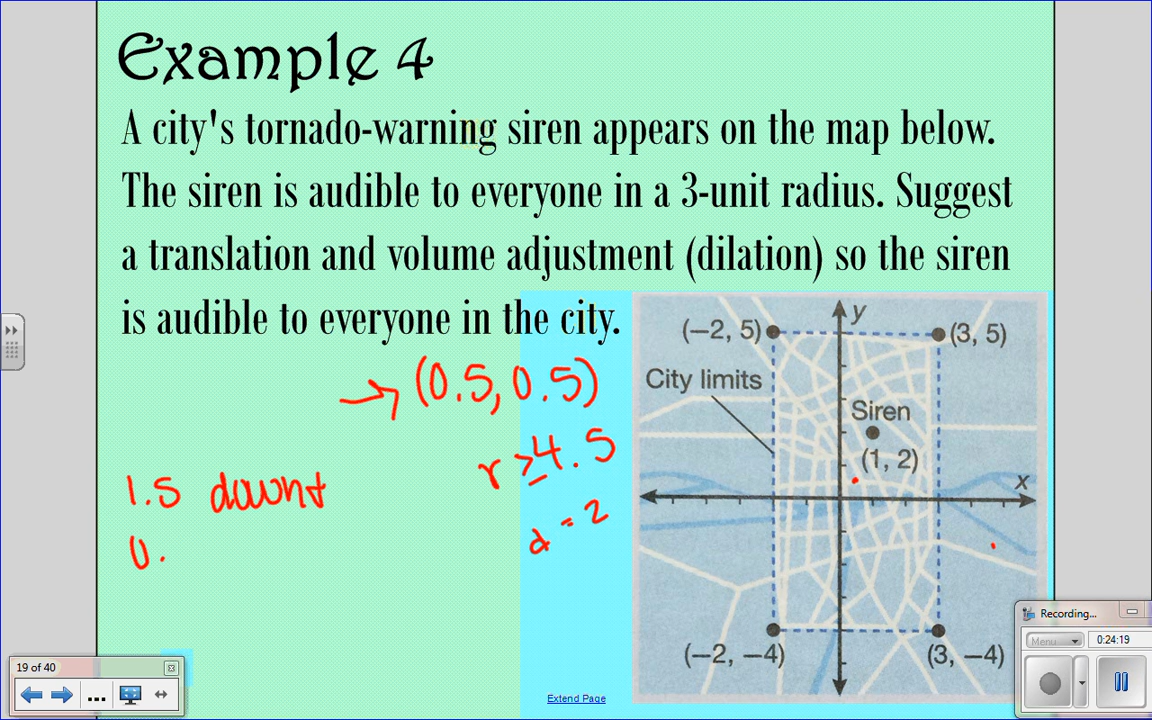 Example 4
A city's tornado-warning siren appears on the map below.
The siren is audible to everyone in a 3-unit radius. Suggest
a translation and volume adjustment (dilation) so the siren
is audible to everyone in the city.
→ (0.5, 0.5)
r ≥ 4.5
1.5 down +
d = 2
0.
y
(−2, 5)
(3, 5)
City limits
Siren
(1, 2)
x
(−2, −4)
(3, −4)
Recording...
Menu
0:24:19
19 of 40
...
Extend Page